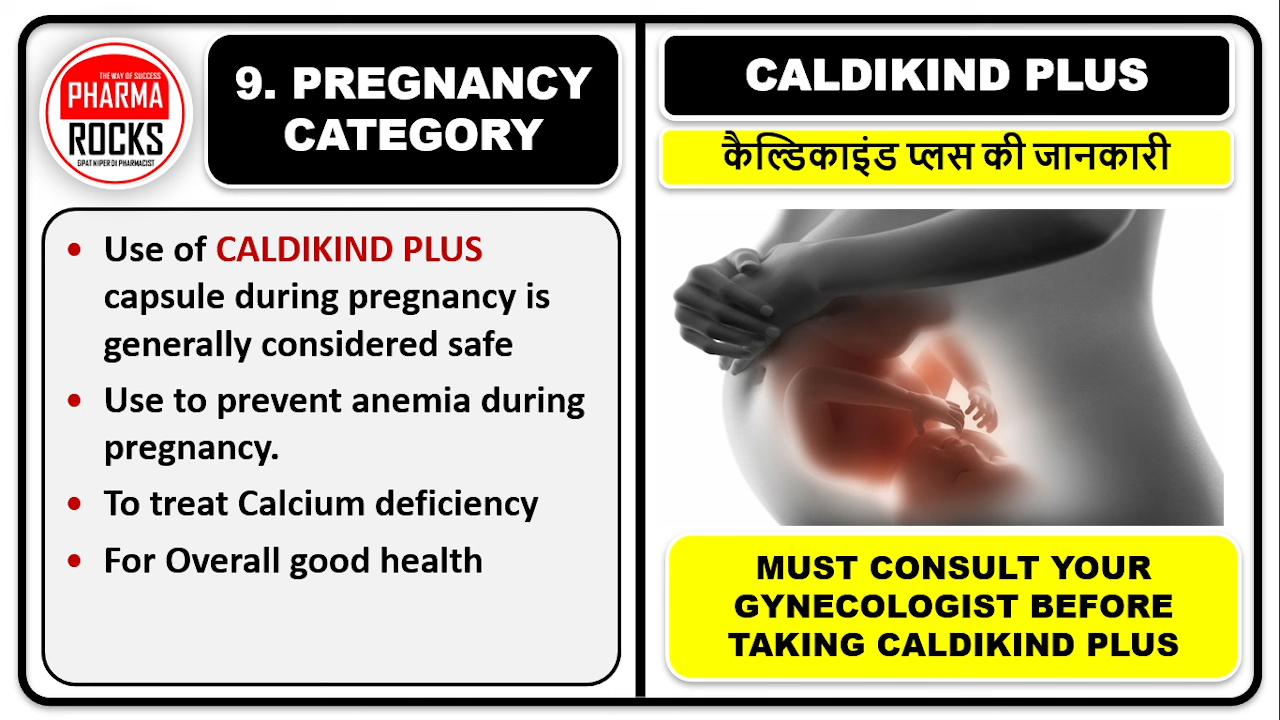 THE WAY OF SUCCESS
PHARMA
ROCKS
GPAT NIPER DI PHARMACIST
9. PREGNANCY
CATEGORY
• Use of CALDIKIND PLUS
capsule during pregnancy is
generally considered safe
• Use to prevent anemia during
pregnancy.
• To treat Calcium deficiency
• For Overall good health
CALDIKIND PLUS
कैल्डिकाइंड प्लस की जानकारी
MUST CONSULT YOUR
GYNECOLOGIST BEFORE
TAKING CALDIKIND PLUS